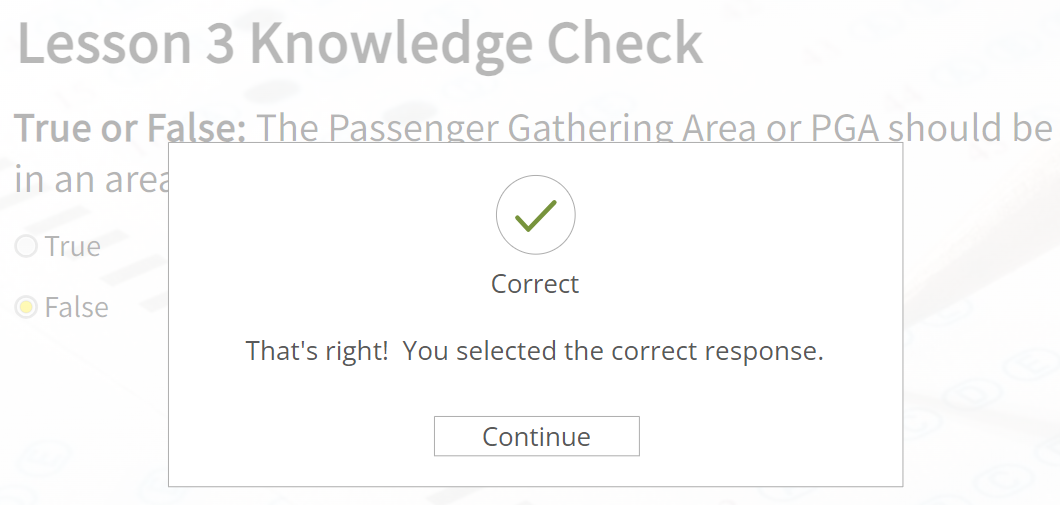 Lesson 3 Knowledge Check
True or False: The Passenger Gathering Area or PGA should be
in an area
True
False
Correct
That's right!  You selected the correct response.
Continue